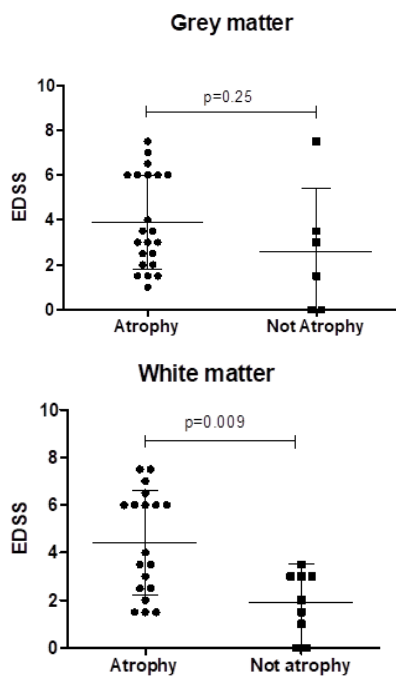 Grey matter
10
p=0.25
8
6
EDSS
4
2
0
Atrophy Not Atrophy
White matter
10
p=0.009
8
6
EDSS
4
2
0
Atrophy Not atrophy